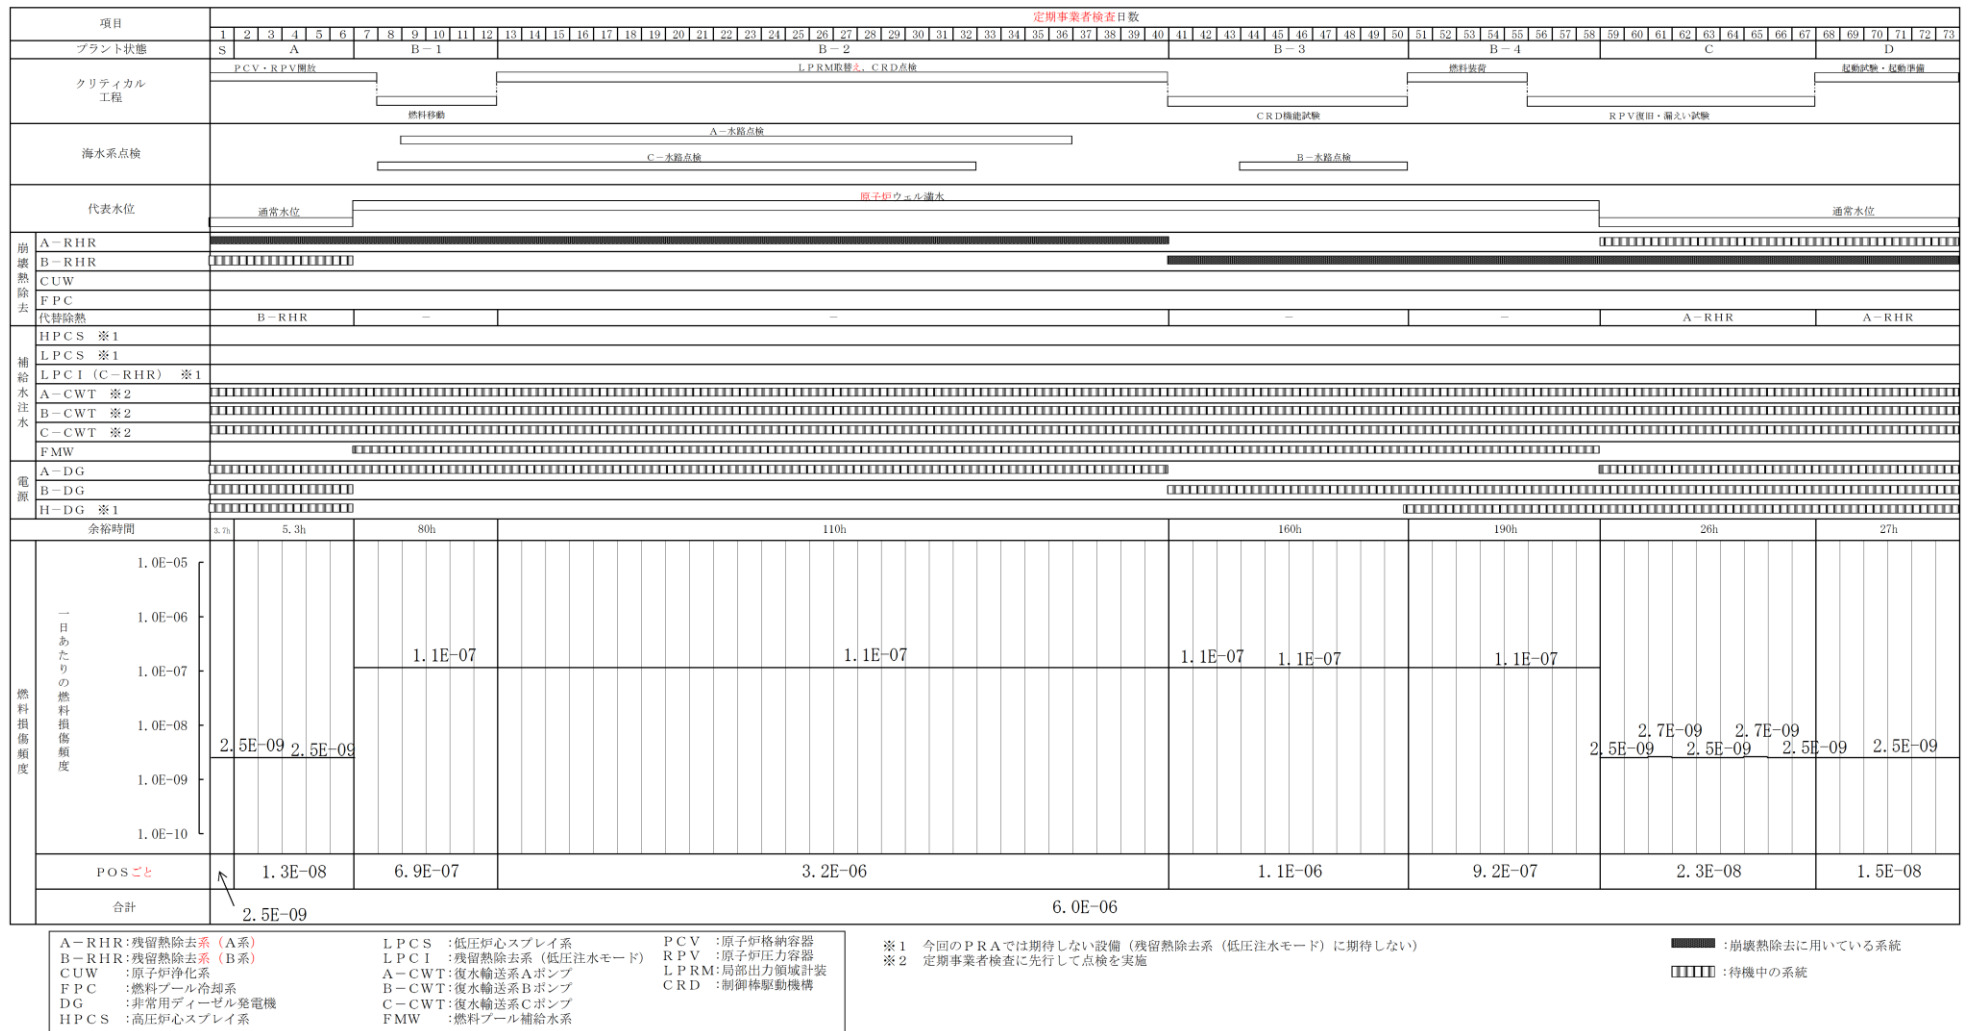 項目
定期事業者検査日数
1 2 3 4 5 6 7 8 9 10 11 12 13 14 15 16 17 18 19 20 21 22 23 24 25 26 27 28 29 30 31 32 33 34 35 36 37 38 39 40 41 42 43 44 45 46 47 48 49 50 51 52 53 54 55 56 57 58 59 60 61 62 63 64 65 66 67 68 69 70 71 72 73
プラント状態 S A B-1 B-2 B-3 B-4 C D
クリティカル
工程
PCV・RPV開放 LPRM取替え、CRD点検 燃料装荷 起動試験・起動準備
燃料移動 CRD機能試験 RPV復旧・漏えい試験
海水系点検
A-水路点検
C-水路点検 B-水路点検
代表水位
原子炉ウェル満水
通常水位 通常水位
崩壊熱除去
A-RHR
B-RHR
CUW
FPC
代替除熱 B-RHR - - - - A-RHR A-RHR
補給水注水
HPCS ※1
LPCS ※1
LPCI (C-RHR) ※1
A-CWT ※2
B-CWT ※2
C-CWT ※2
FMW
電源
A-DG
B-DG
H-DG ※1
余裕時間 3.7h 5.3h 80h 110h 160h 190h 26h 27h
燃料損傷頻度
一日あたりの燃料損傷頻度
1.0E-05
1.0E-06
1.0E-07
1.0E-08
1.0E-09
1.0E-10
1.1E-07 1.1E-07 1.1E-07 1.1E-07 1.1E-07
2.5E-09 2.5E-09 2.5E-09 2.7E-09 2.5E-09 2.7E-09 2.5E-09 2.5E-09
POSごと 1.3E-08 6.9E-07 3.2E-06 1.1E-06 9.2E-07 2.3E-08 1.5E-08
2.5E-09
合計 6.0E-06
A-RHR:残留熱除去系（A系）
B-RHR:残留熱除去系（B系）
CUW :原子炉浄化系
FPC :燃料プール冷却系
DG :非常用ディーゼル発電機
HPCS :高圧炉心スプレイ系
LPCS :低圧炉心スプレイ系
LPCI :残留熱除去系（低圧注水モード）
A-CWT:復水輸送系Aポンプ
B-CWT:復水輸送系Bポンプ
C-CWT:復水輸送系Cポンプ
FMW :燃料プール補給水系
PCV :原子炉格納容器
RPV :原子炉圧力容器
LPRM:局部出力領域計装
CRD :制御棒駆動機構
※1 今回のPRAでは期待しない設備（残留熱除去系（低圧注水モード）に期待しない）
※2 定期事業者検査に先行して点検を実施
:崩壊熱除去に用いている系統
:待機中の系統